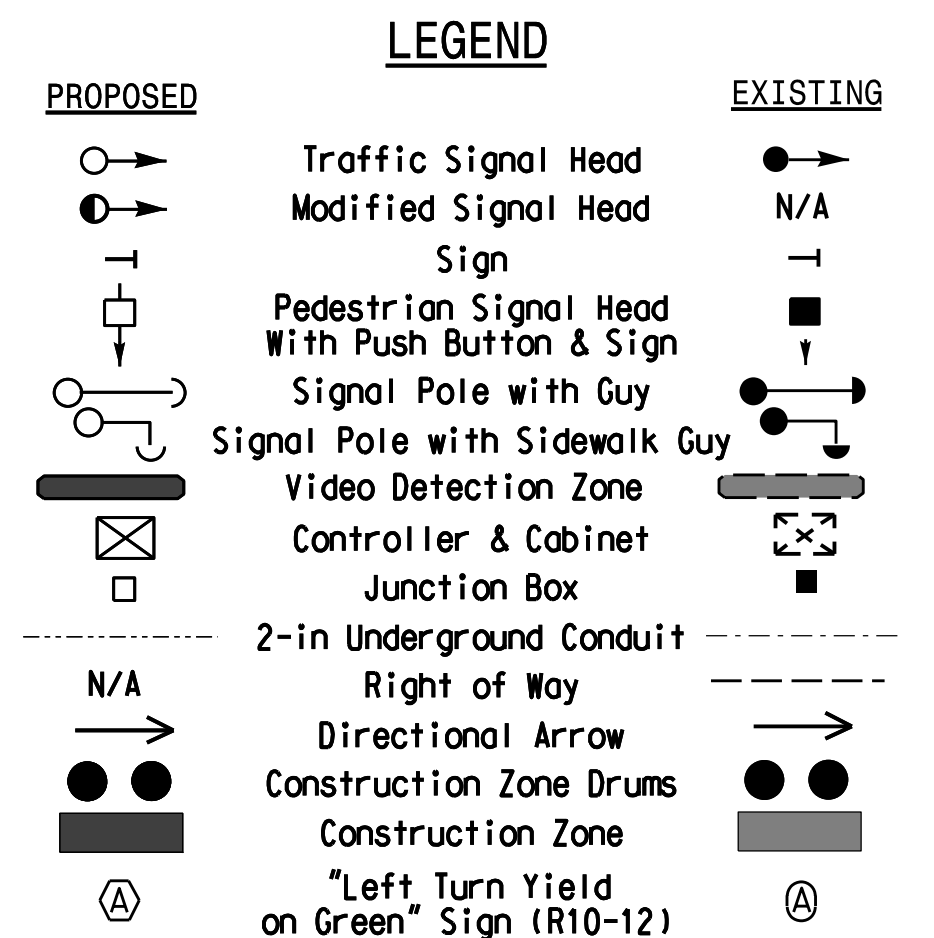 LEGEND
PROPOSED EXISTING
Traffic Signal Head
Modified Signal Head N/A
Sign
Pedestrian Signal Head
With Push Button & Sign
Signal Pole with Guy
Signal Pole with Sidewalk Guy
Video Detection Zone
Controller & Cabinet
Junction Box
2-in Underground Conduit
N/A Right of Way
Directional Arrow
Construction Zone Drums
Construction Zone
"Left Turn Yield
A on Green" Sign (R10-12) A